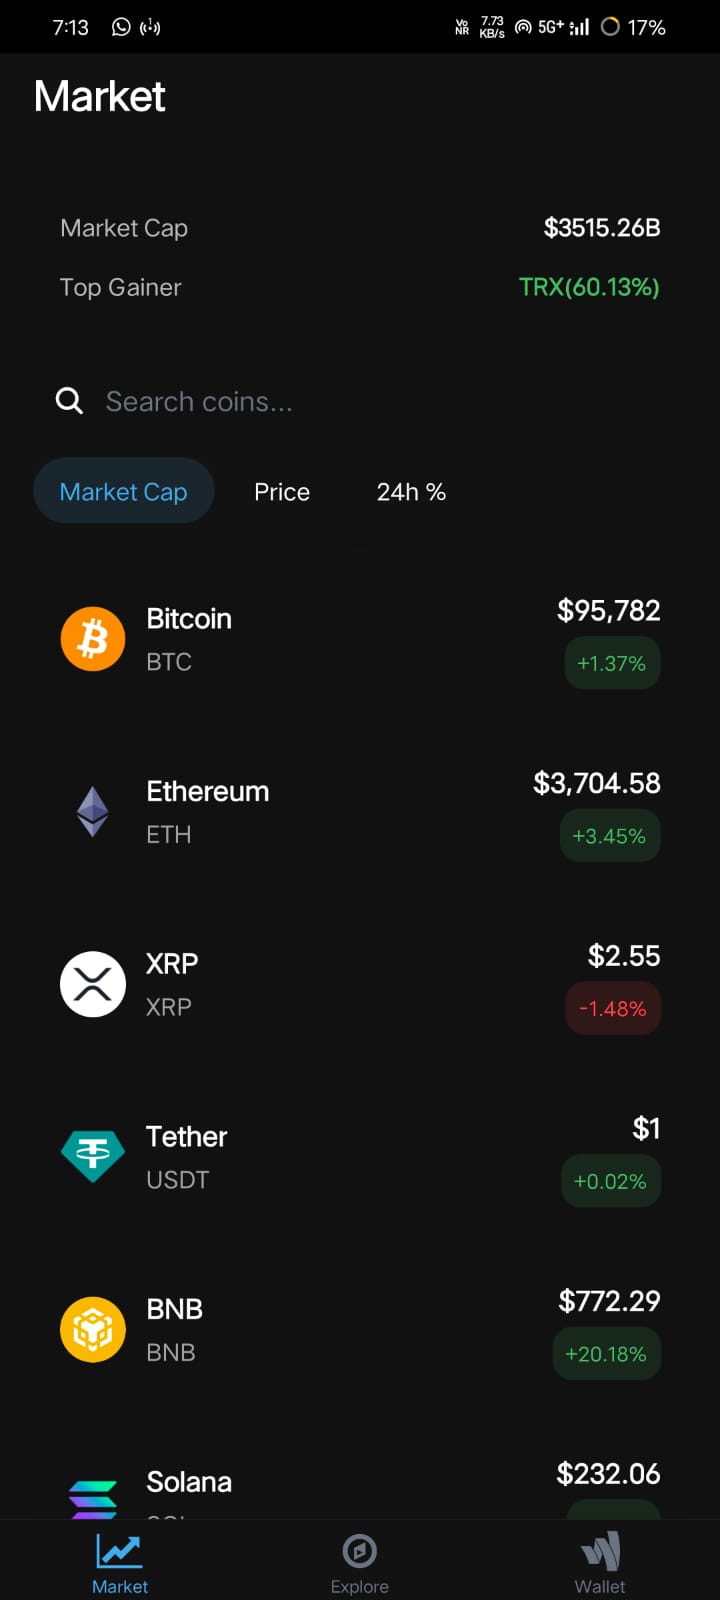 7:13
Vo NR 7.73 KB/s 5G+ 17%
Market
Market Cap $3515.26B
Top Gainer TRX(60.13%)
Search coins...
Market Cap Price 24h %
Bitcoin $95,782
BTC +1.37%
Ethereum $3,704.58
ETH +3.45%
XRP $2.55
XRP -1.48%
Tether $1
USDT +0.02%
BNB $772.29
BNB +20.18%
Solana $232.06
Market Explore Wallet